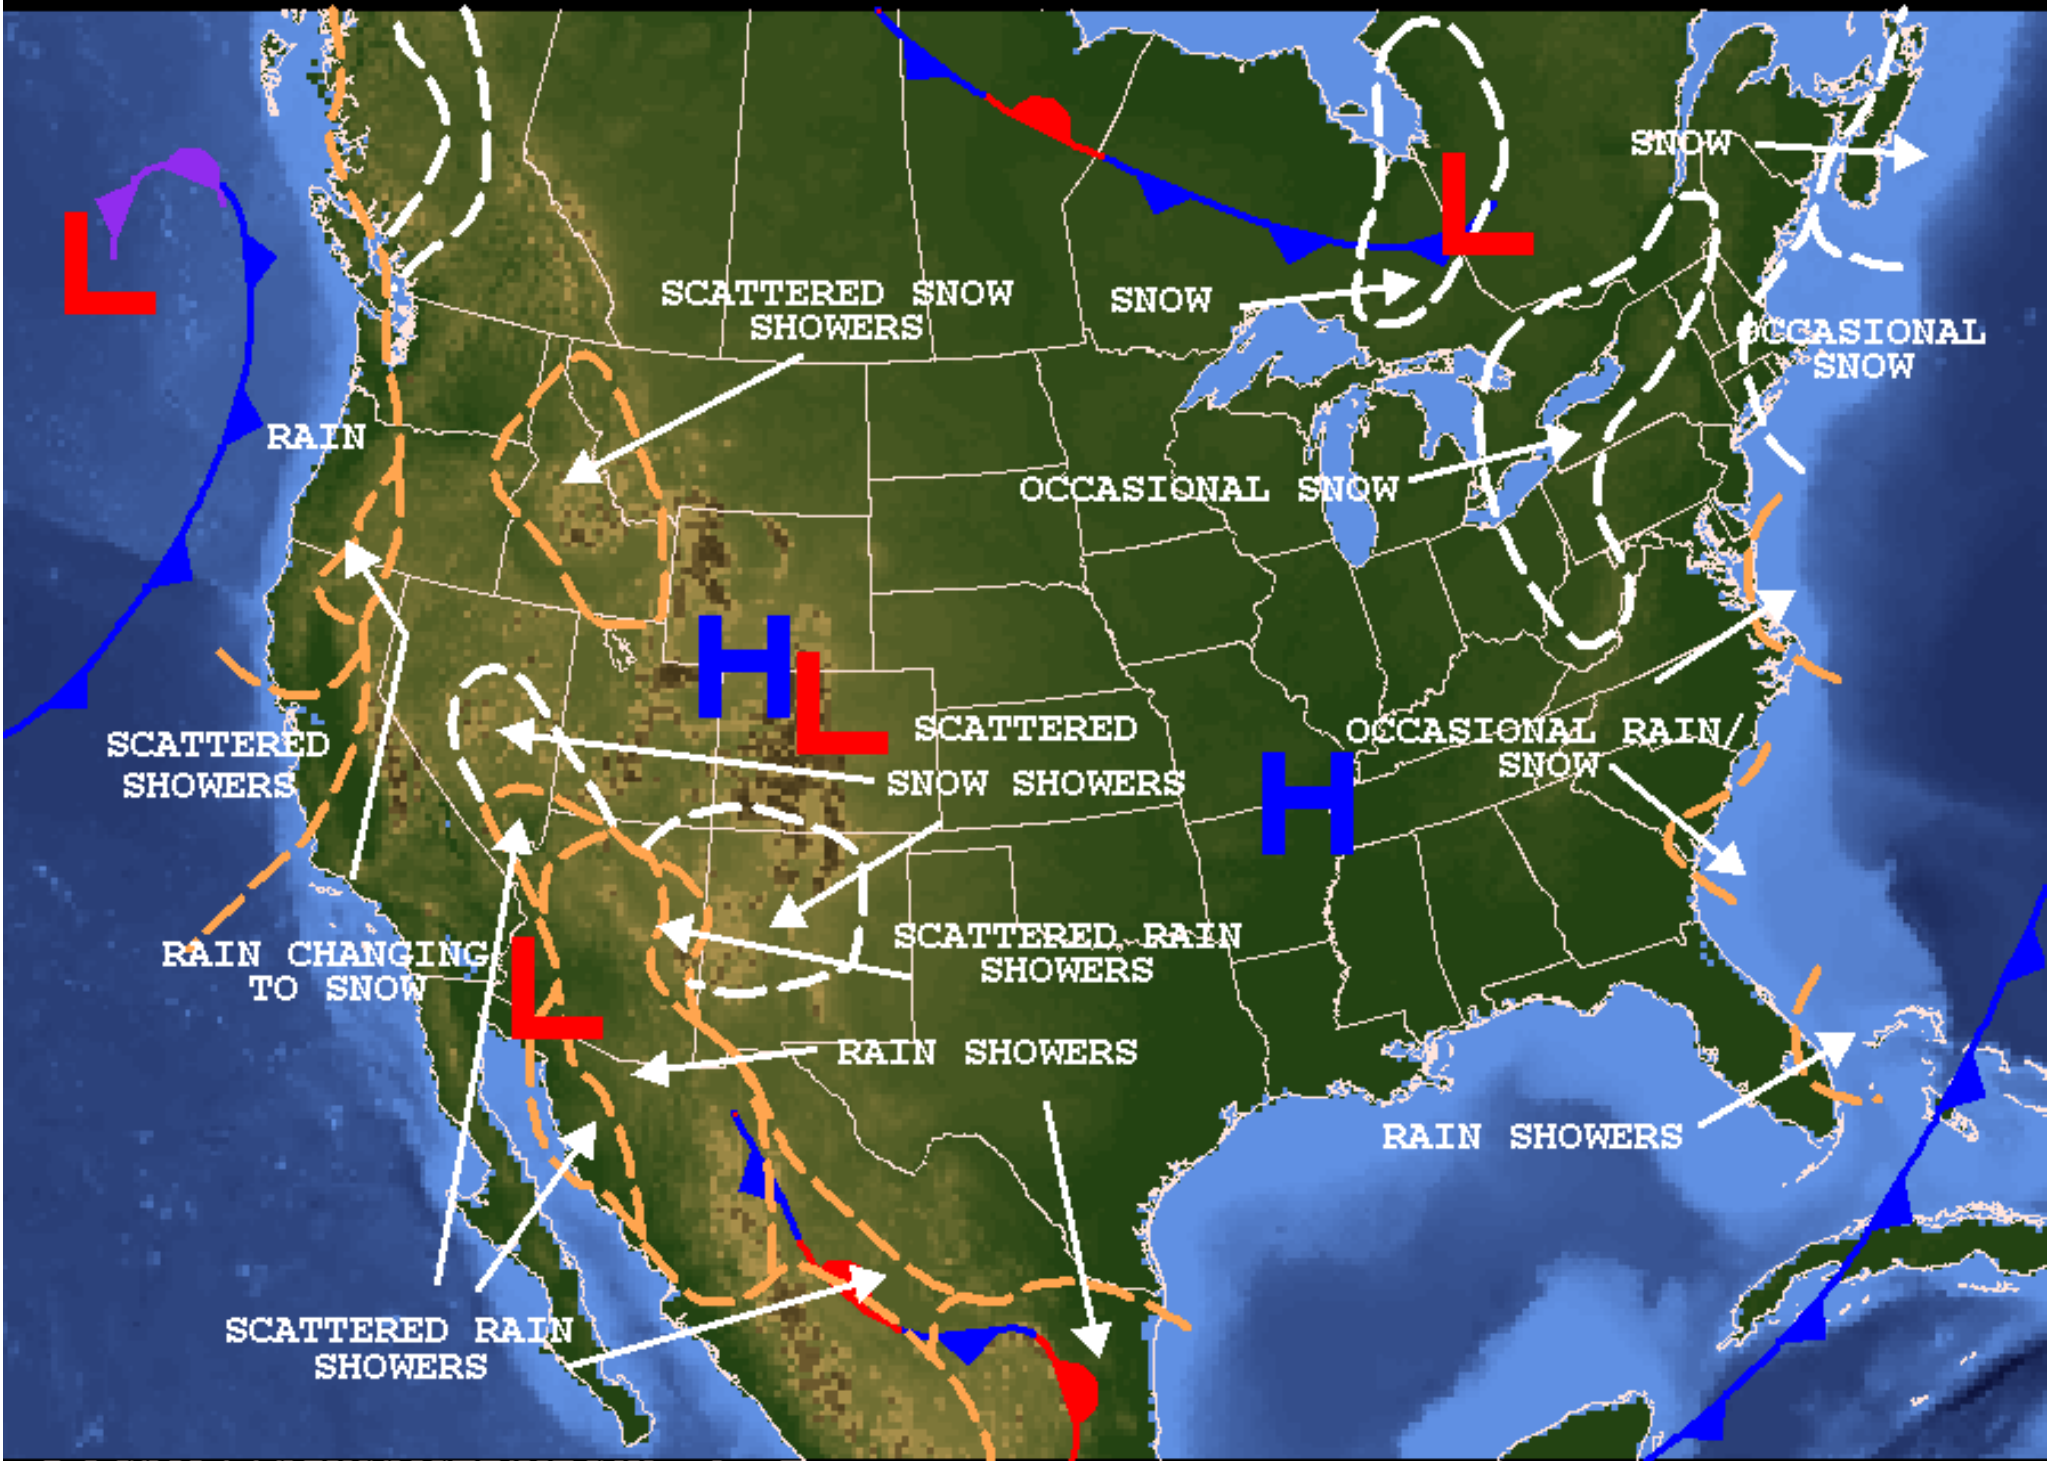 SNOW
L
L
SCATTERED SNOW
SHOWERS
SNOW
OCCASIONAL
SNOW
RAIN
OCCASIONAL SNOW
H
L
SCATTERED
SNOW SHOWERS
H
OCCASIONAL RAIN/
SNOW
SCATTERED
SHOWERS
RAIN CHANGING
TO SNOW
L
SCATTERED RAIN
SHOWERS
RAIN SHOWERS
RAIN SHOWERS
SCATTERED RAIN
SHOWERS